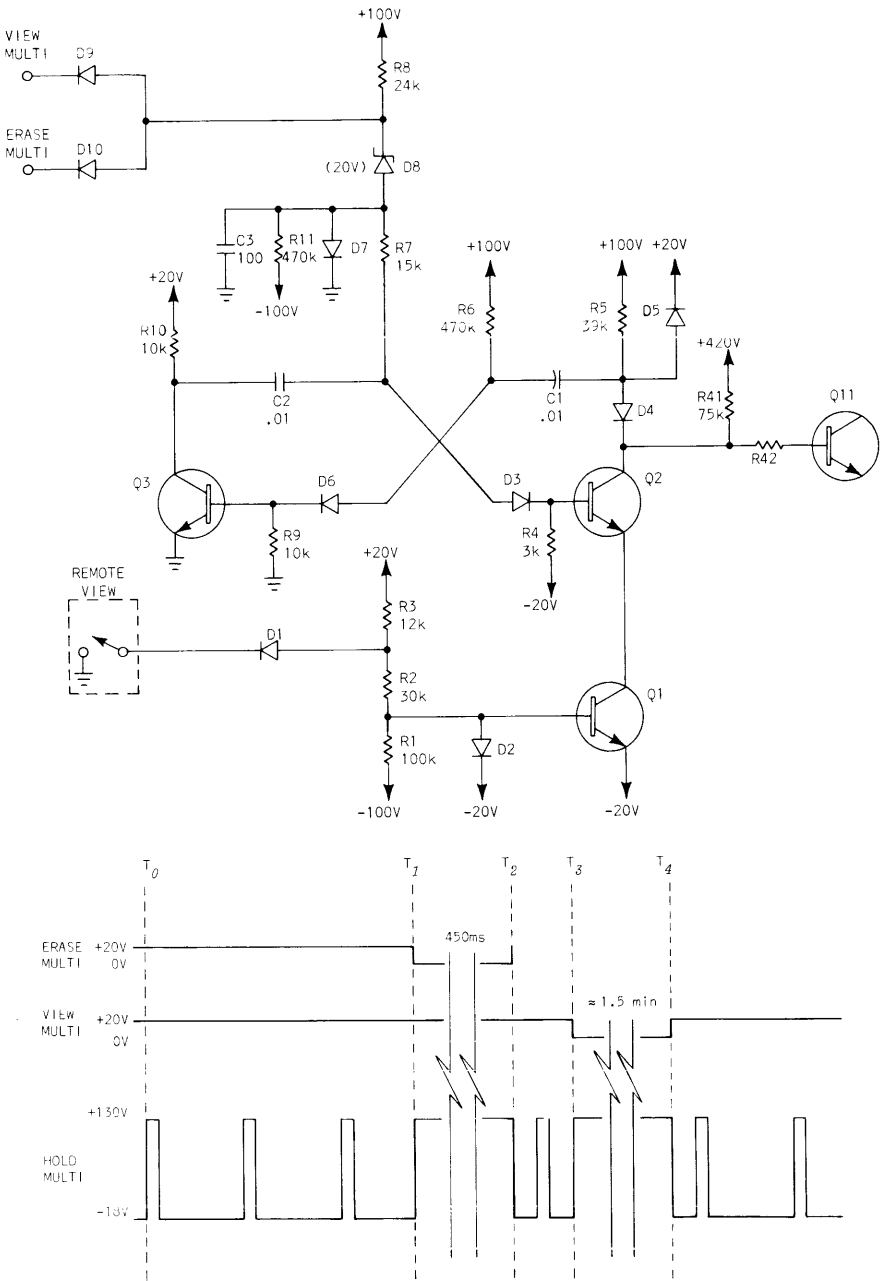 +100V
VIEW
MULTI
D9
R8
24k
ERASE
MULTI
D10
(20V)
D8
C3
100
R11
470k
D7
R7
15k
-100V
+20V
R10
10k
+100V
R6
470k
+100V
+20V
R5
39k
D5
+420V
R41
75k
Q11
C2
.01
C1
.01
D4
R42
Q3
D6
D3
Q2
R9
10k
R4
3k
-20V
REMOTE
VIEW
+20V
R3
12k
D1
R2
30k
Q1
R1
100k
D2
-100V
-20V
-20V
T0
T1
T2
T3
T4
450ms
ERASE
MULTI
+20V
0V
≈ 1.5 min
VIEW
MULTI
+20V
0V
+130V
HOLD
MULTI
-18V